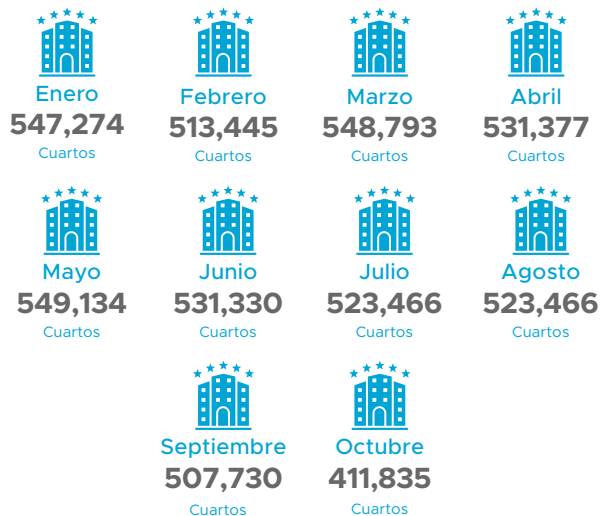 Enero
547,274
Cuartos
Febrero
513,445
Cuartos
Marzo
548,793
Cuartos
Abril
531,377
Cuartos
Mayo
549,134
Cuartos
Junio
531,330
Cuartos
Julio
523,466
Cuartos
Agosto
523,466
Cuartos
Septiembre
507,730
Cuartos
Octubre
411,835
Cuartos